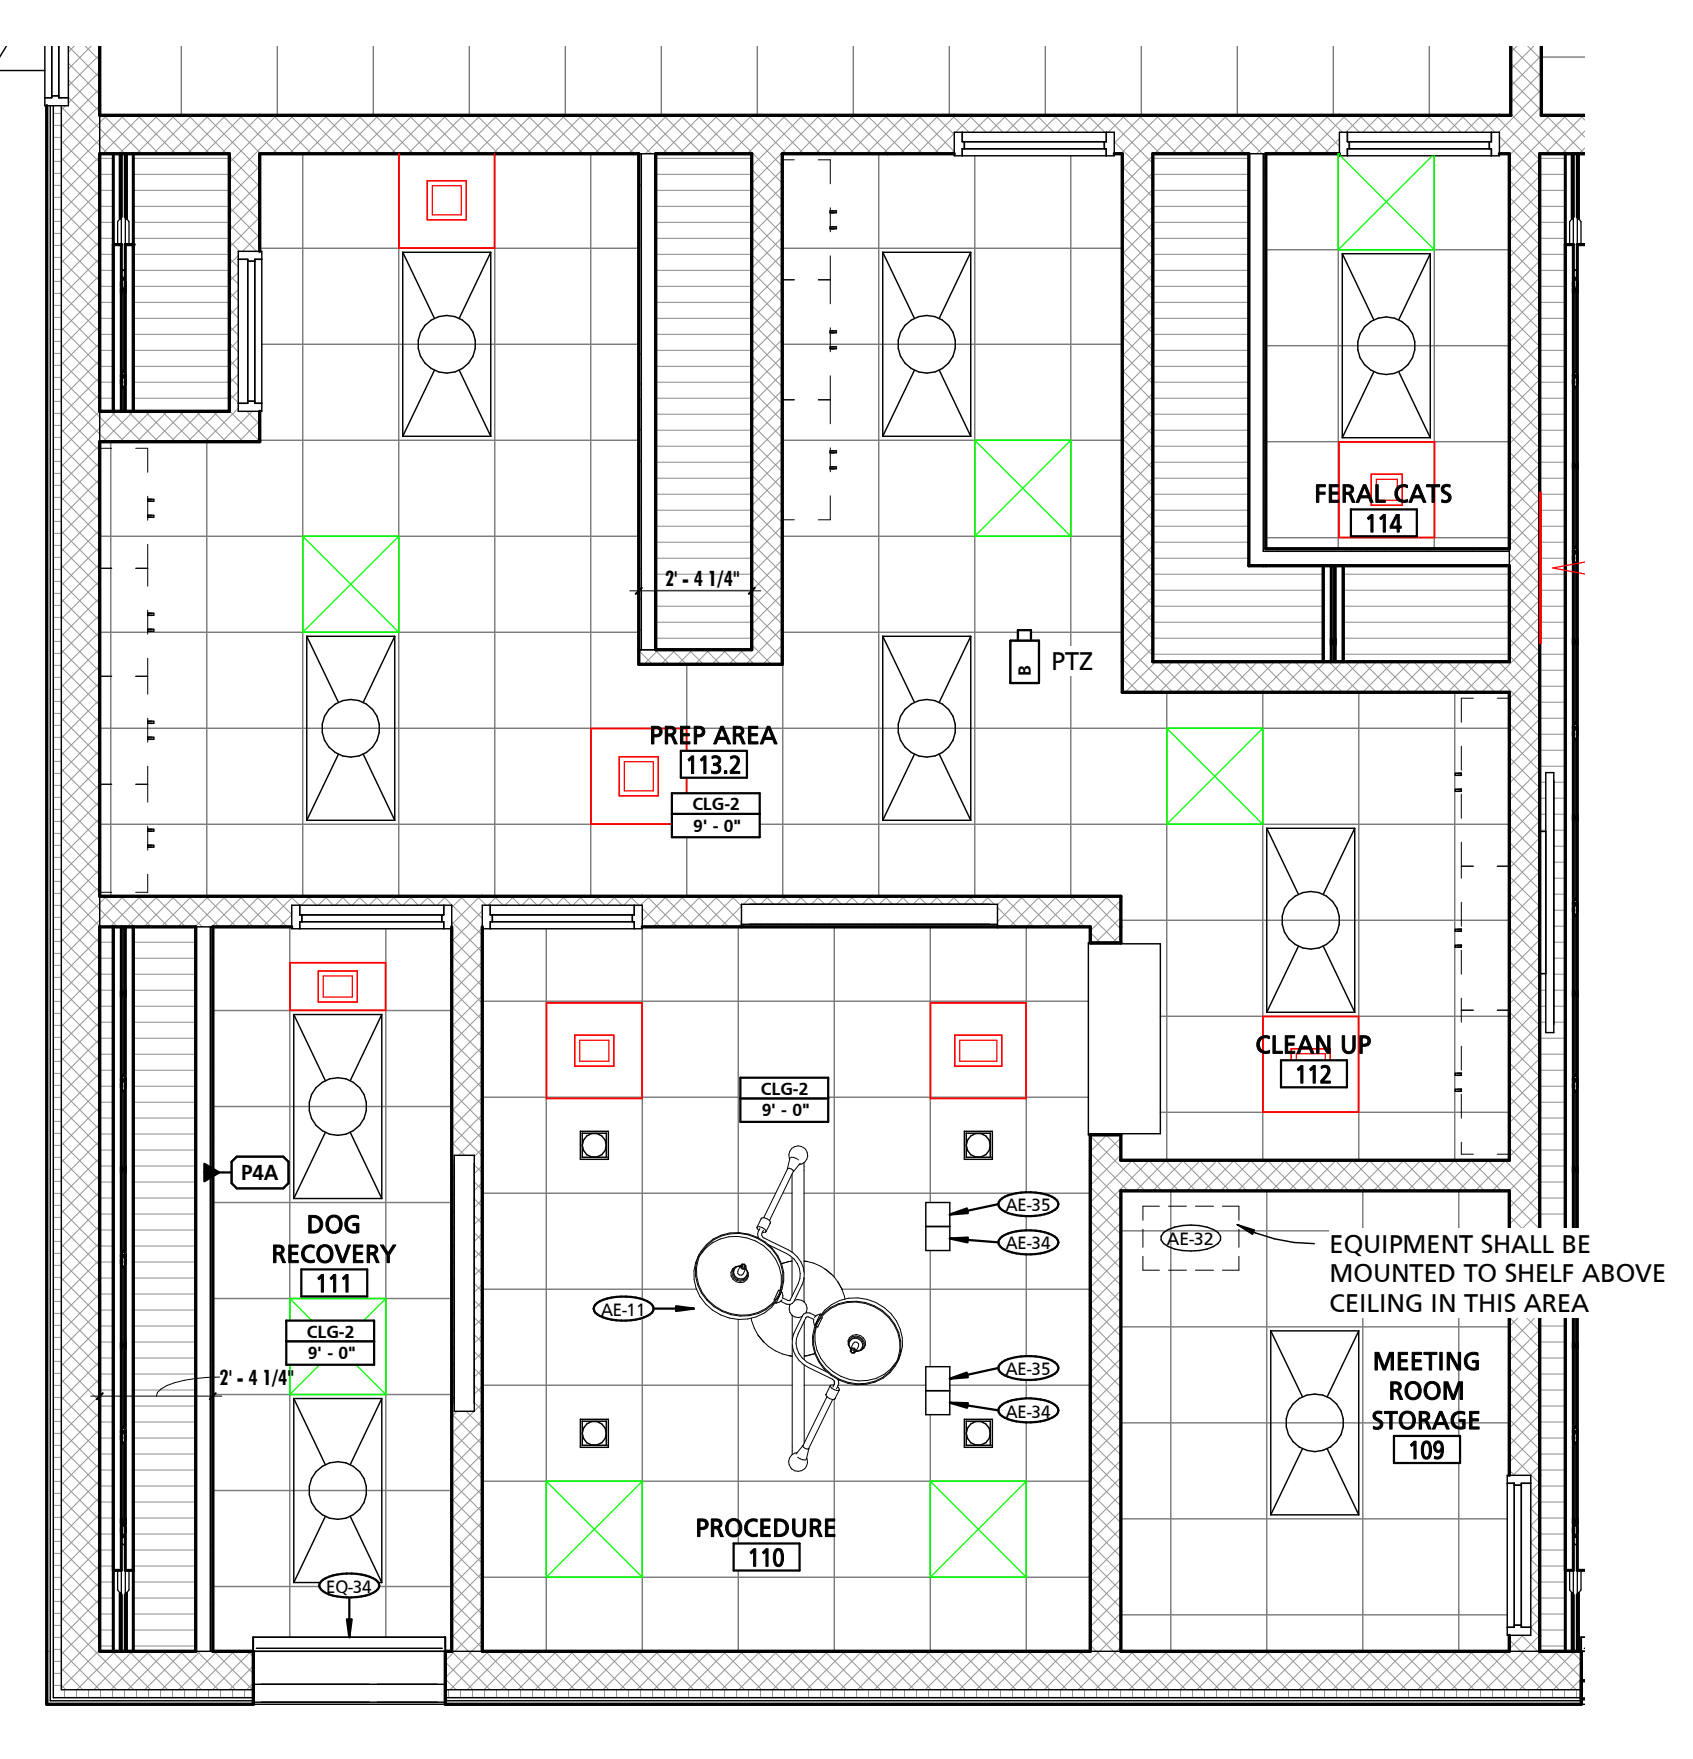 FERAL CATS
114
2' - 4 1/4"
B
PTZ
PREP AREA
113.2
CLG-2
9' - 0"
CLEAN UP
112
CLG-2
9' - 0"
P4A
DOG
RECOVERY
111
CLG-2
9' - 0"
2' - 4 1/4"
EQ-34
AE-35
AE-34
AE-11
AE-35
AE-34
PROCEDURE
110
AE-32
EQUIPMENT SHALL BE
MOUNTED TO SHELF ABOVE
CEILING IN THIS AREA
MEETING
ROOM
STORAGE
109